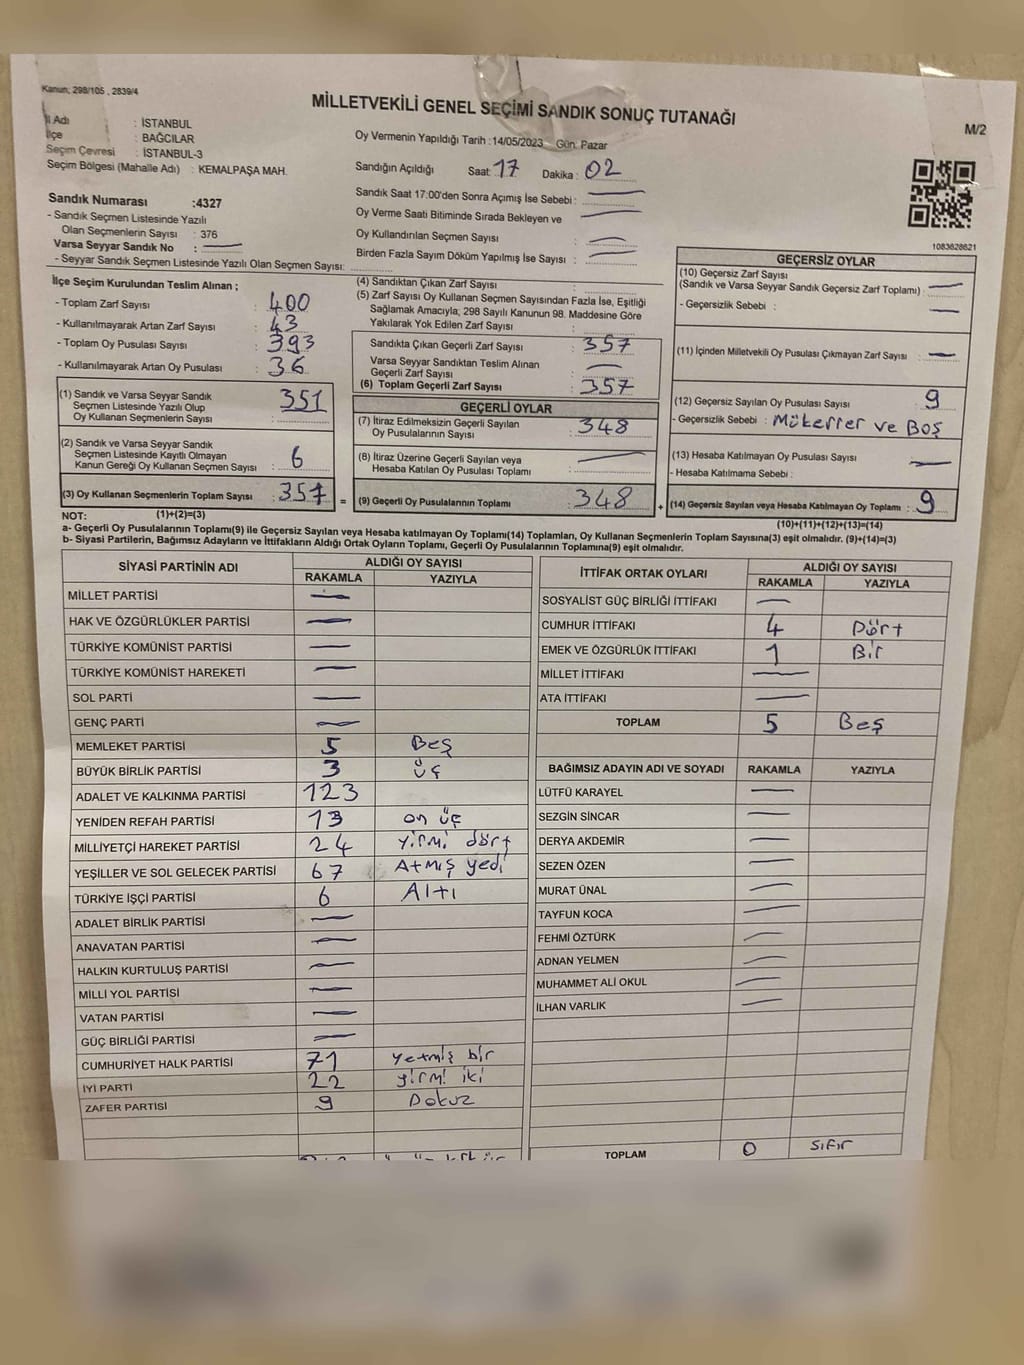 Kanun, 298/105 , 2839/4
MİLLETVEKİLİ GENEL SEÇİMİ SANDIK SONUÇ TUTANAĞI
M/2
İl Adı : İSTANBUL
İlçe : BAĞCILAR
Seçim Çevresi : İSTANBUL-3
Seçim Bölgesi (Mahalle Adı) : KEMALPAŞA MAH.
Oy Vermenin Yapıldığı Tarih :14/05/2023 Gün: Pazar
Sandığın Açıldığı Saat: 17 Dakika : 02
Sandık Saat 17:00'den Sonra Açımış İse Sebebi : —
Oy Verme Saati Bitiminde Sırada Bekleyen ve —
Oy Kullandırılan Seçmen Sayısı —
Birden Fazla Sayım Döküm Yapılmış İse Sayısı : —
Sandık Numarası :4327
- Sandık Seçmen Listesinde Yazılı
Olan Seçmenlerin Sayısı : 376
Varsa Seyyar Sandık No : —
- Seyyar Sandık Seçmen Listesinde Yazılı Olan Seçmen Sayısı:
1083628621
İlçe Seçim Kurulundan Teslim Alınan ;
- Toplam Zarf Sayısı : 400
- Kullanılmayarak Artan Zarf Sayısı : 43
- Toplam Oy Pusulası Sayısı : 393
- Kullanılmayarak Artan Oy Pusulası : 36
(1) Sandık ve Varsa Seyyar Sandık
Seçmen Listesinde Yazılı Olup
Oy Kullanan Seçmenlerin Sayısı : 351
(2) Sandık ve Varsa Seyyar Sandık
Seçmen Listesinde Kayıtlı Olmayan
Kanun Gereği Oy Kullanan Seçmen Sayısı : 6
(3) Oy Kullanan Seçmenlerin Toplam Sayısı : 357 =
(4) Sandıktan Çıkan Zarf Sayısı :
(5) Zarf Sayısı Oy Kullanan Seçmen Sayısından Fazla İse, Eşitliği
Sağlamak Amacıyla; 298 Sayılı Kanunun 98. Maddesine Göre
Yakılarak Yok Edilen Zarf Sayısı :
Sandıkta Çıkan Geçerli Zarf Sayısı : 357
Varsa Seyyar Sandıktan Teslim Alınan
Geçerli Zarf Sayısı : —
(6) Toplam Geçerli Zarf Sayısı : 357
GEÇERLİ OYLAR
(7) İtiraz Edilmeksizin Geçerli Sayılan
Oy Pusulalarının Sayısı : 348
(8) İtiraz Üzerine Geçerli Sayılan veya
Hesaba Katılan Oy Pusulası Toplamı : —
(9) Geçerli Oy Pusulalarının Toplamı : 348 +
GEÇERSİZ OYLAR
(10) Geçersiz Zarf Sayısı
(Sandık ve Varsa Seyyar Sandık Geçersiz Zarf Toplamı) : —
- Geçersizlik Sebebi : —
(11) İçinden Milletvekili Oy Pusulası Çıkmayan Zarf Sayısı : —
(12) Geçersiz Sayılan Oy Pusulası Sayısı : 9
- Geçersizlik Sebebi : Mükerrer ve Boş
(13) Hesaba Katılmayan Oy Pusulası Sayısı : —
- Hesaba Katılmama Sebebi :
(14) Geçersiz Sayılan veya Hesaba Katılmayan Oy Toplamı : 9
NOT: (1)+(2)=(3)
(10)+(11)+(12)+(13)=(14)
a- Geçerli Oy Pusulalarının Toplamı(9) ile Geçersiz Sayılan veya Hesaba katılmayan Oy Toplamı(14) Toplamları, Oy Kullanan Seçmenlerin Toplam Sayısına(3) eşit olmalıdır. (9)+(14)=(3)
b- Siyasi Partilerin, Bağımsız Adayların ve İttifakların Aldığı Ortak Oyların Toplamı, Geçerli Oy Pusulalarının Toplamına(9) eşit olmalıdır.
SİYASİ PARTİNİN ADI ALDIĞI OY SAYISI
RAKAMLA YAZIYLA
MİLLET PARTİSİ —
HAK VE ÖZGÜRLÜKLER PARTİSİ —
TÜRKİYE KOMÜNİST PARTİSİ —
TÜRKİYE KOMÜNİST HAREKETİ —
SOL PARTİ —
GENÇ PARTİ —
MEMLEKET PARTİSİ 5 Beş
BÜYÜK BİRLİK PARTİSİ 3 üç
ADALET VE KALKINMA PARTİSİ 123
YENİDEN REFAH PARTİSİ 13 on üç
MİLLİYETÇİ HAREKET PARTİSİ 24 yirmi dört
YEŞİLLER VE SOL GELECEK PARTİSİ 67 Atmış yedi
TÜRKİYE İŞÇİ PARTİSİ 6 Altı
ADALET BİRLİK PARTİSİ —
ANAVATAN PARTİSİ —
HALKIN KURTULUŞ PARTİSİ —
MİLLİ YOL PARTİSİ —
VATAN PARTİSİ —
GÜÇ BİRLİĞİ PARTİSİ —
CUMHURİYET HALK PARTİSİ 71 yetmiş bir
İYİ PARTİ 22 yirmi iki
ZAFER PARTİSİ 9 Dokuz
İTTİFAK ORTAK OYLARI ALDIĞI OY SAYISI
RAKAMLA YAZIYLA
SOSYALİST GÜÇ BİRLİĞİ İTTİFAKI —
CUMHUR İTTİFAKI 4 Dört
EMEK VE ÖZGÜRLÜK İTTİFAKI 1 Bir
MİLLET İTTİFAKI —
ATA İTTİFAKI —
TOPLAM 5 Beş
BAĞIMSIZ ADAYIN ADI VE SOYADI RAKAMLA YAZIYLA
LÜTFÜ KARAYEL —
SEZGİN SİNCAR —
DERYA AKDEMİR —
SEZEN ÖZEN —
MURAT ÜNAL —
TAYFUN KOCA —
FEHMİ ÖZTÜRK —
ADNAN YELMEN —
MUHAMMET ALİ OKUL —
İLHAN VARLIK —
TOPLAM 0 sıfır